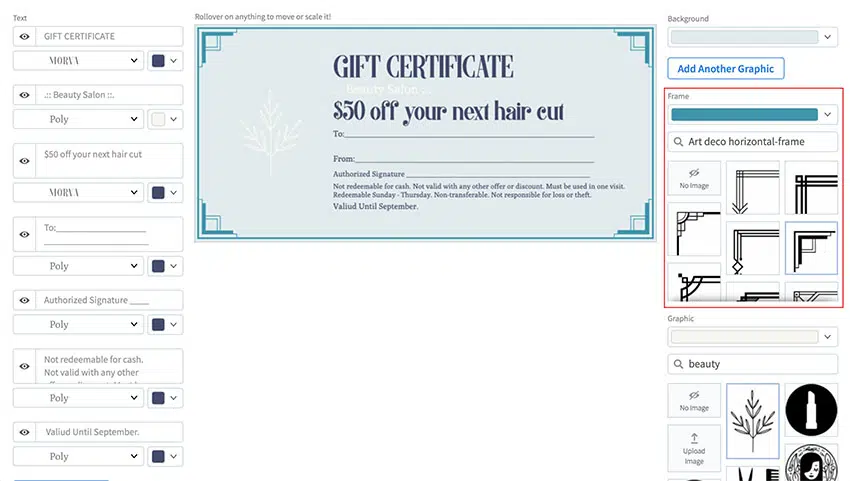 Text
GIFT CERTIFICATE
MORVA
.:: Beauty Salon ::.
Poly
$50 off your next hair cut
MORVA
To:____________________
_______________________
Poly
Authorized Signature ____
Poly
Not redeemable for cash.
Not valid with any other
Poly
Valiud Until September.
Poly
Rollover on anything to move or scale it!
GIFT CERTIFICATE
.:: Beauty Salon ::.
$50 off your next hair cut
To:____________________
From:____________________
Authorized Signature ____________________
Not redeemable for cash. Not valid with any other offer or discount. Must be used in one visit.
Redeemable Sunday - Thursday. Non-transferable. Not responsible for loss or theft.
Valiud Until September.
Background
Add Another Graphic
Frame
Art deco horizontal-frame
No Image
Graphic
beauty
No Image
Upload
Image